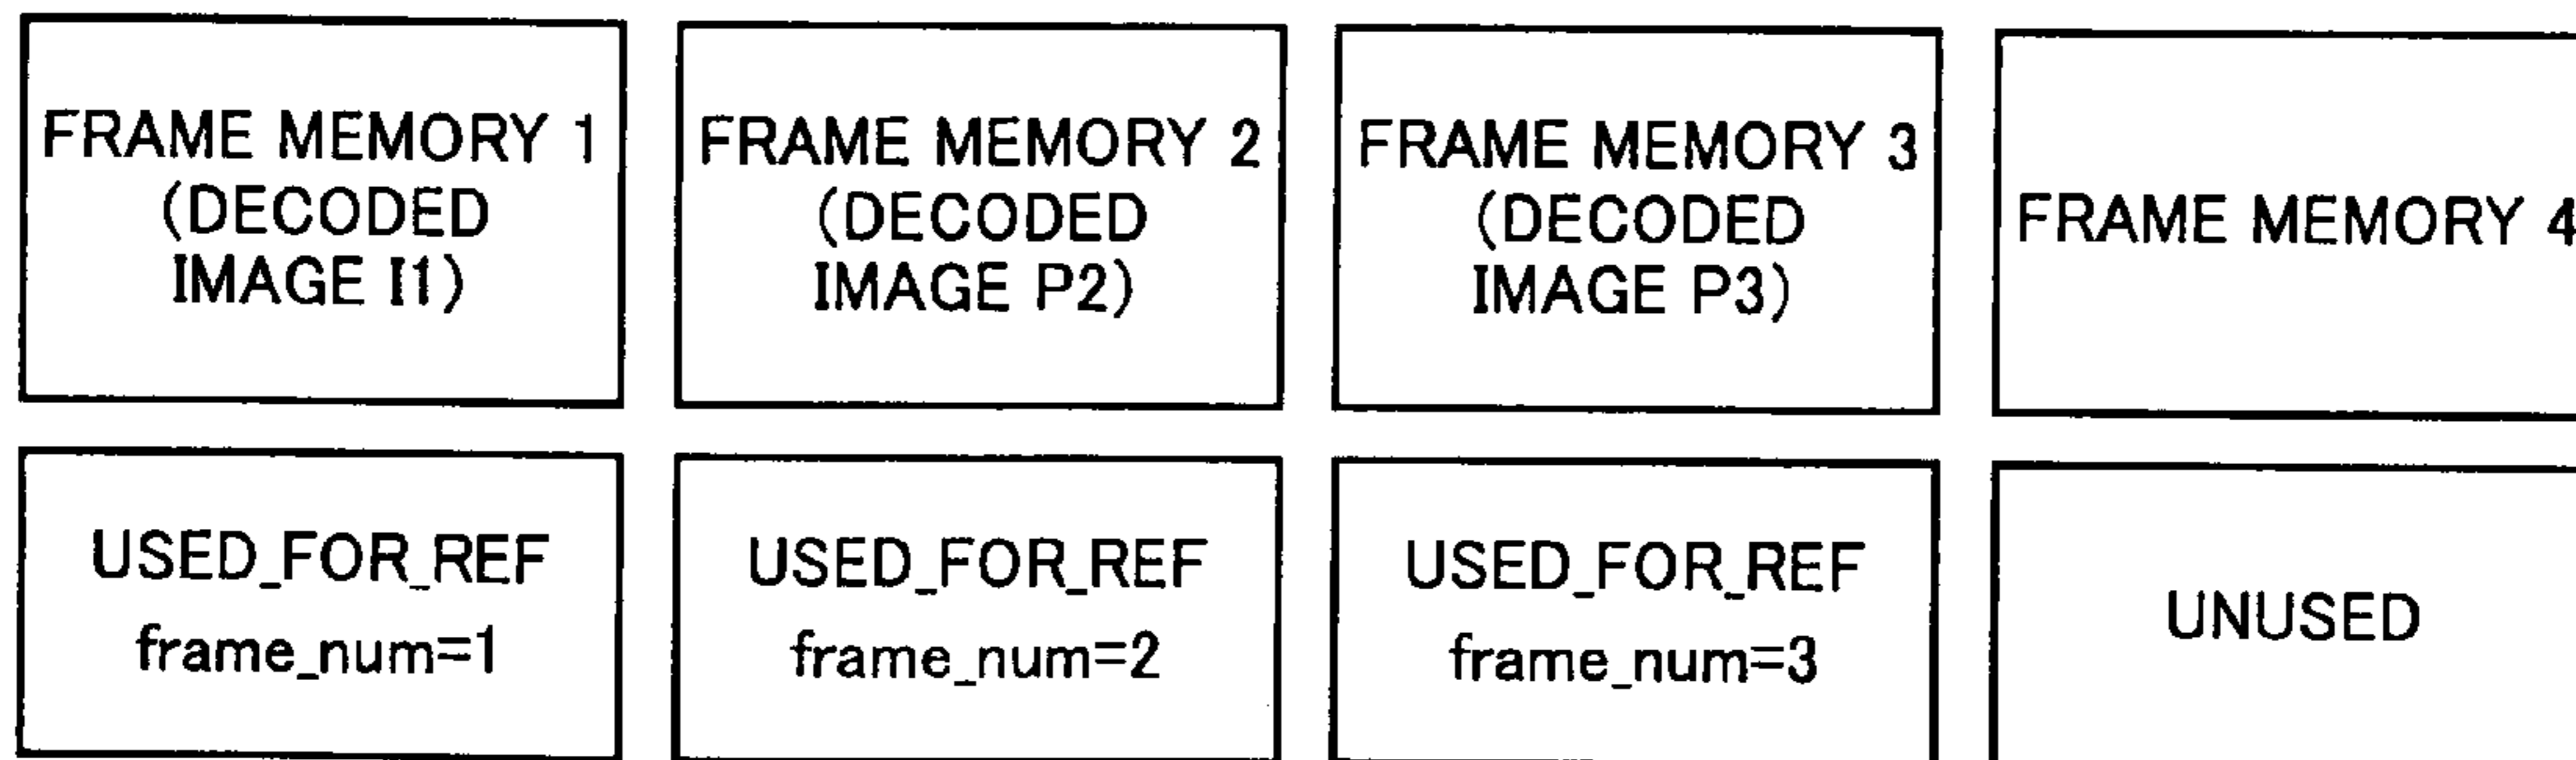 FRAME MEMORY 1
(DECODED
IMAGE I1)
FRAME MEMORY 2
(DECODED
IMAGE P2)
FRAME MEMORY 3
(DECODED
IMAGE P3)
FRAME MEMORY 4
USED_FOR_REF
frame_num=1
USED_FOR_REF
frame_num=2
USED_FOR_REF
frame_num=3
UNUSED